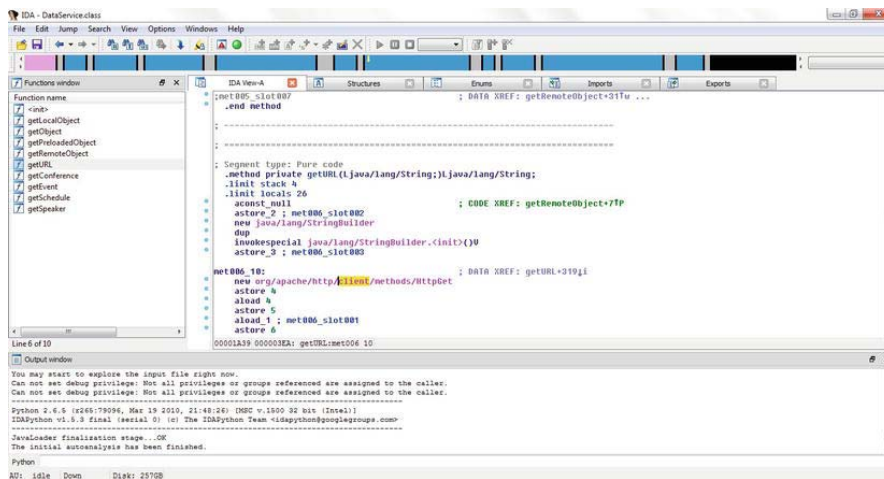 IDA - DataService.class
File Edit Jump Search View Options Windows Help
Functions window
IDA View-A
Structures
Enums
Imports
Exports
Function name
<init>
getLocalObject
getObject
getPreloadedObject
getRemoteObject
getURL
getConference
getEvent
getSchedule
getSpeaker
Line 6 of 10
;met005_slot007 ; DATA XREF: getRemoteObject+31↑w ...
.end method
; ---------------------------------------------------------------------------
; ===========================================================================
; Segment type: Pure code
.method private getURL(Ljava/lang/String;)Ljava/lang/String;
.limit stack 4
.limit locals 26
aconst_null ; CODE XREF: getRemoteObject+7↑P
astore_2 ; met006_slot002
new java/lang/StringBuilder
dup
invokespecial java/lang/StringBuilder.<init>()V
astore_3 ; met006_slot003
met006_10: ; DATA XREF: getURL+319↓i
new org/apache/http/client/methods/HttpGet
astore 4
aload 4
astore 5
aload_1 ; met006_slot001
astore 6
00001A39 000003EA: getURL:met006_10
Output window
You may start to explore the input file right now.
Can not set debug privilege: Not all privileges or groups referenced are assigned to the caller.
Can not set debug privilege: Not all privileges or groups referenced are assigned to the caller.
---------------------------------------------------------------------------
Python 2.6.5 (r265:79096, Mar 19 2010, 21:48:26) [MSC v.1500 32 bit (Intel)]
IDAPython v1.5.3 final (serial 0) (c) The IDAPython Team <idapython@googlegroups.com>
---------------------------------------------------------------------------
JavaLoader finalization stage...OK
The initial autoanalysis has been finished.
Python
AU: idle Down Disk: 257GB